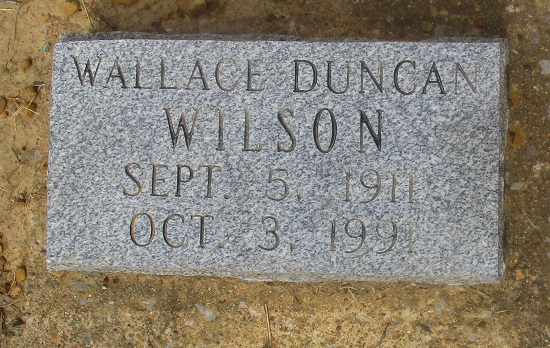 WALLACE DUNCAN
WILSON
SEPT. 5, 1911
OCT. 3, 1991